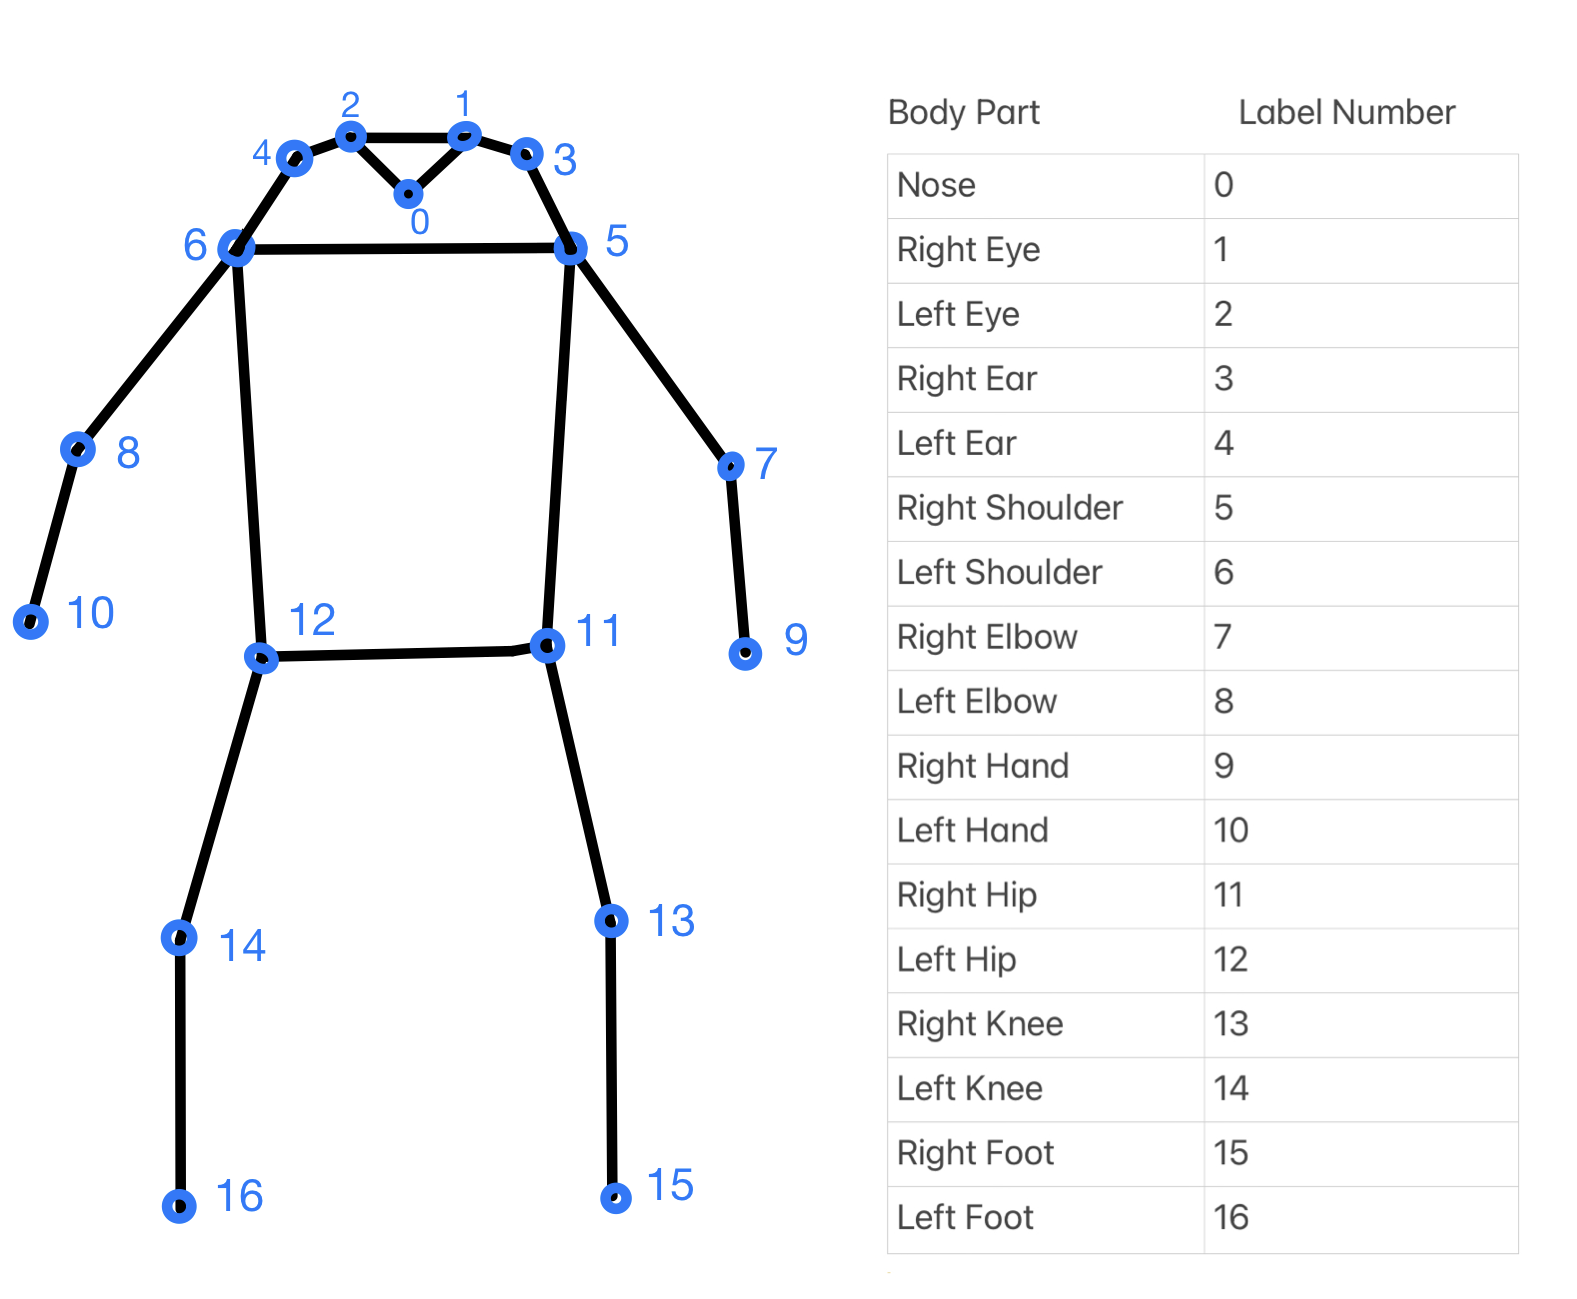 2
1
4
3
0
6
5
8
7
10
12
11
9
14
13
16
15
Body Part Label Number
Nose 0
Right Eye 1
Left Eye 2
Right Ear 3
Left Ear 4
Right Shoulder 5
Left Shoulder 6
Right Elbow 7
Left Elbow 8
Right Hand 9
Left Hand 10
Right Hip 11
Left Hip 12
Right Knee 13
Left Knee 14
Right Foot 15
Left Foot 16